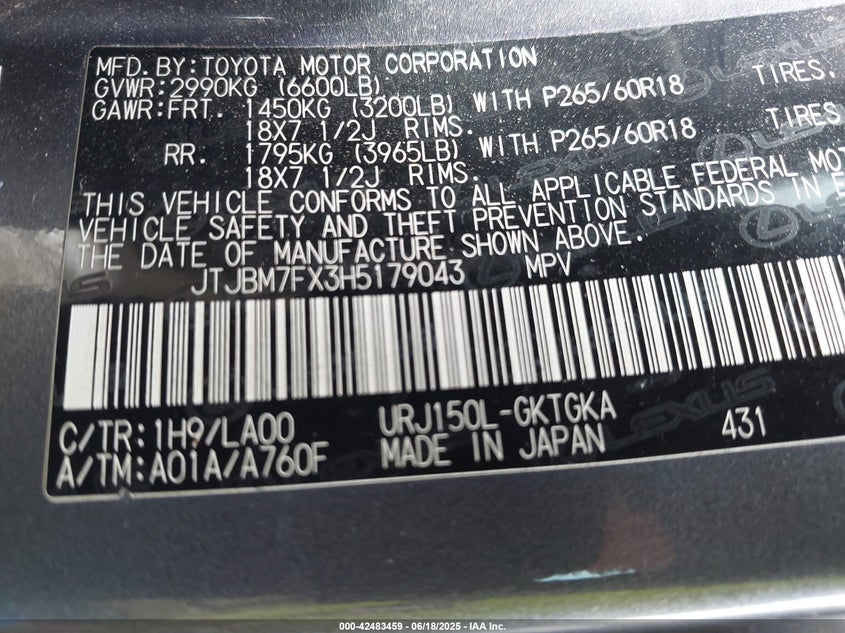 MFD.BY:TOYOTA MOTOR CORPORATION
GVWR:2990KG (6600LB)
GAWR:FRT. 1450KG (3200LB) WITH P265/60R18 TIRES.
18X7 1/2J RIMS.
RR. 1795KG (3965LB) WITH P265/60R18 TIRES
18X7 1/2J RIMS.
THIS VEHICLE CONFORMS TO ALL APPLICABLE FEDERAL MOT
VEHICLE SAFETY AND THEFT PREVENTION STANDARDS IN E
THE DATE OF MANUFACTURE SHOWN ABOVE.
JTJBM7FX3H5179043 MPV
C/TR:1H9/LA00 URJ150L-GKTGKA
A/TM:A01A/A760F MADE IN JAPAN 431
LEXUS
000-42483459 - 06/18/2025 - IAA Inc.